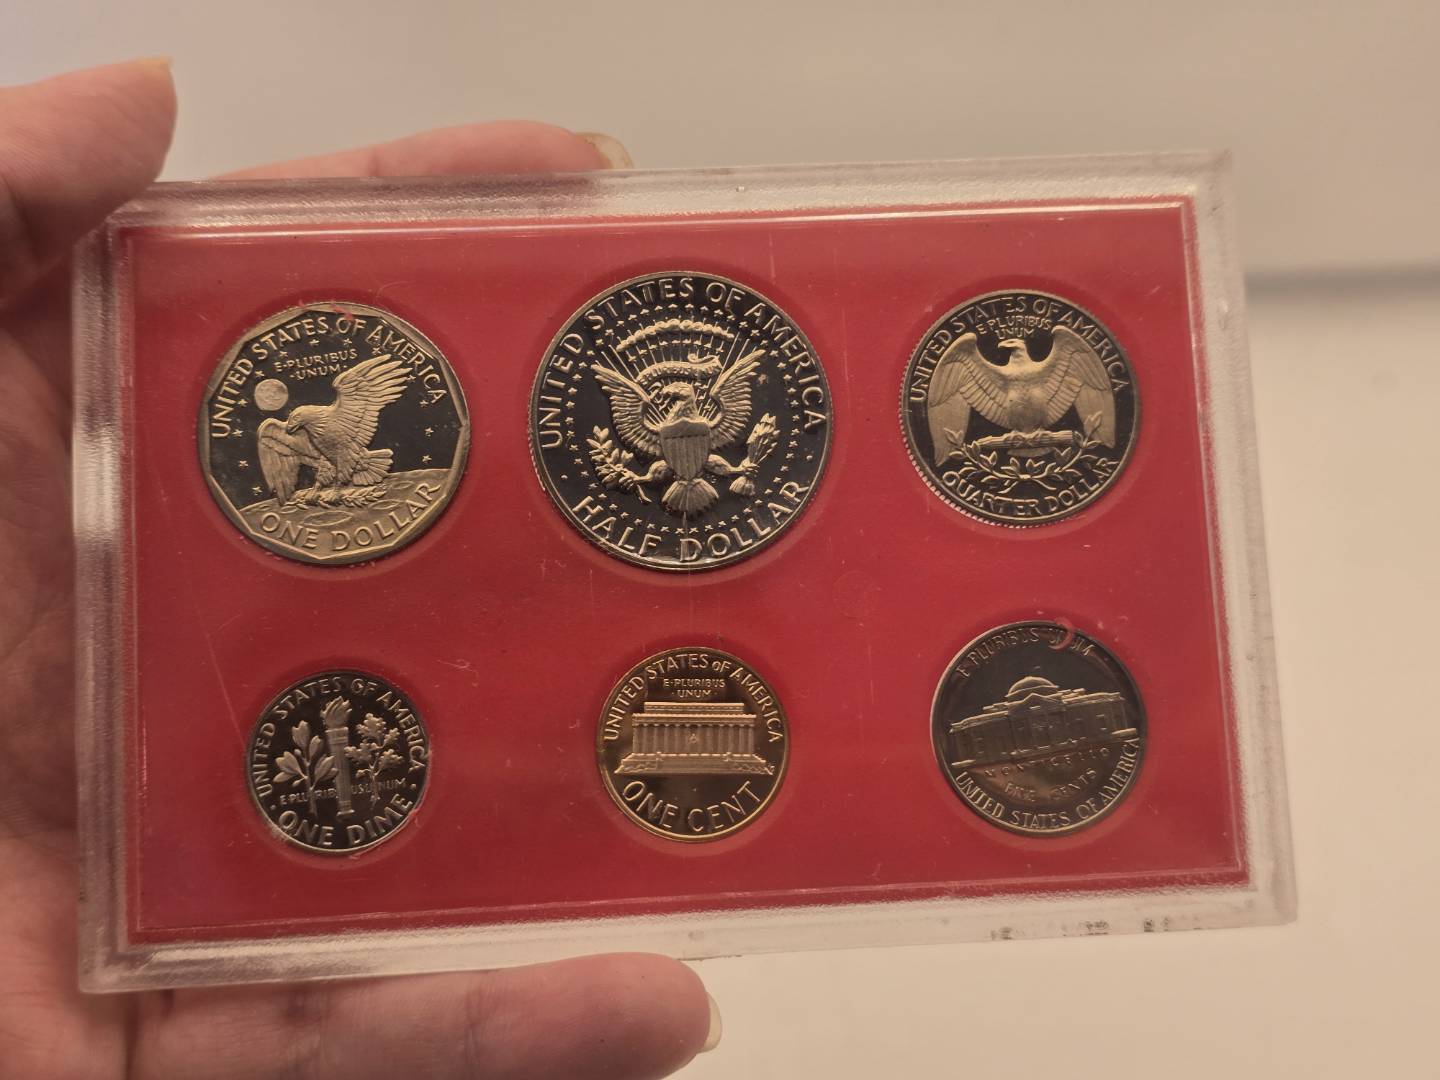 UNITED STATES OF AMERICA
E·PLURIBUS
·UNUM·
ONE DOLLAR
UNITED STATES OF AMERICA
E PLURIBUS UNUM
· HALF DOLLAR ·
UNITED STATES OF AMERICA
E PLURIBUS
UNUM
QUARTER DOLLAR
UNITED STATES OF AMERICA
E PLURIBUS UNUM
· ONE DIME ·
UNITED STATES OF AMERICA
E·PLURIBUS
UNUM
ONE CENT
E PLURIBUS UNUM
MONTICELLO
FIVE CENTS
UNITED STATES OF AMERICA